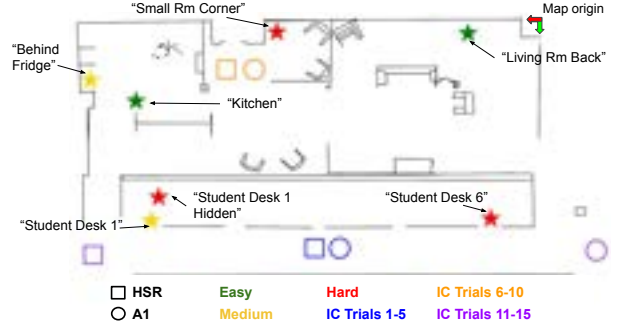 “Small Rm Corner”
Map origin
“Behind
Fridge”
“Living Rm Back”
“Kitchen”
“Student Desk 1
Hidden”
“Student Desk 6”
“Student Desk 1”
HSR Easy Hard IC Trials 6-10
A1 Medium IC Trials 1-5 IC Trials 11-15